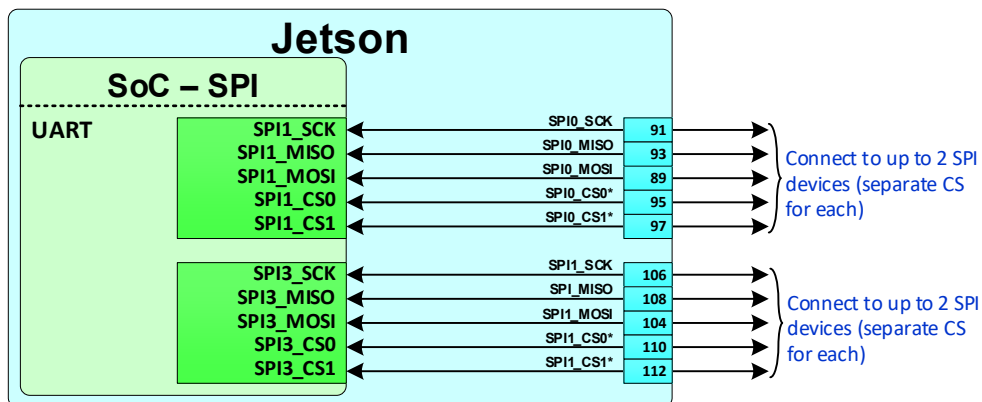 Jetson
SoC – SPI
UART
SPI1_SCK SPI0_SCK 91
SPI1_MISO SPI0_MISO 93
SPI1_MOSI SPI0_MOSI 89
SPI1_CS0 SPI0_CS0* 95
SPI1_CS1 SPI0_CS1* 97
Connect to up to 2 SPI
devices (separate CS
for each)
SPI3_SCK SPI1_SCK 106
SPI3_MISO SPI_MISO 108
SPI3_MOSI SPI1_MOSI 104
SPI3_CS0 SPI1_CS0* 110
SPI3_CS1 SPI1_CS1* 112
Connect to up to 2 SPI
devices (separate CS
for each)